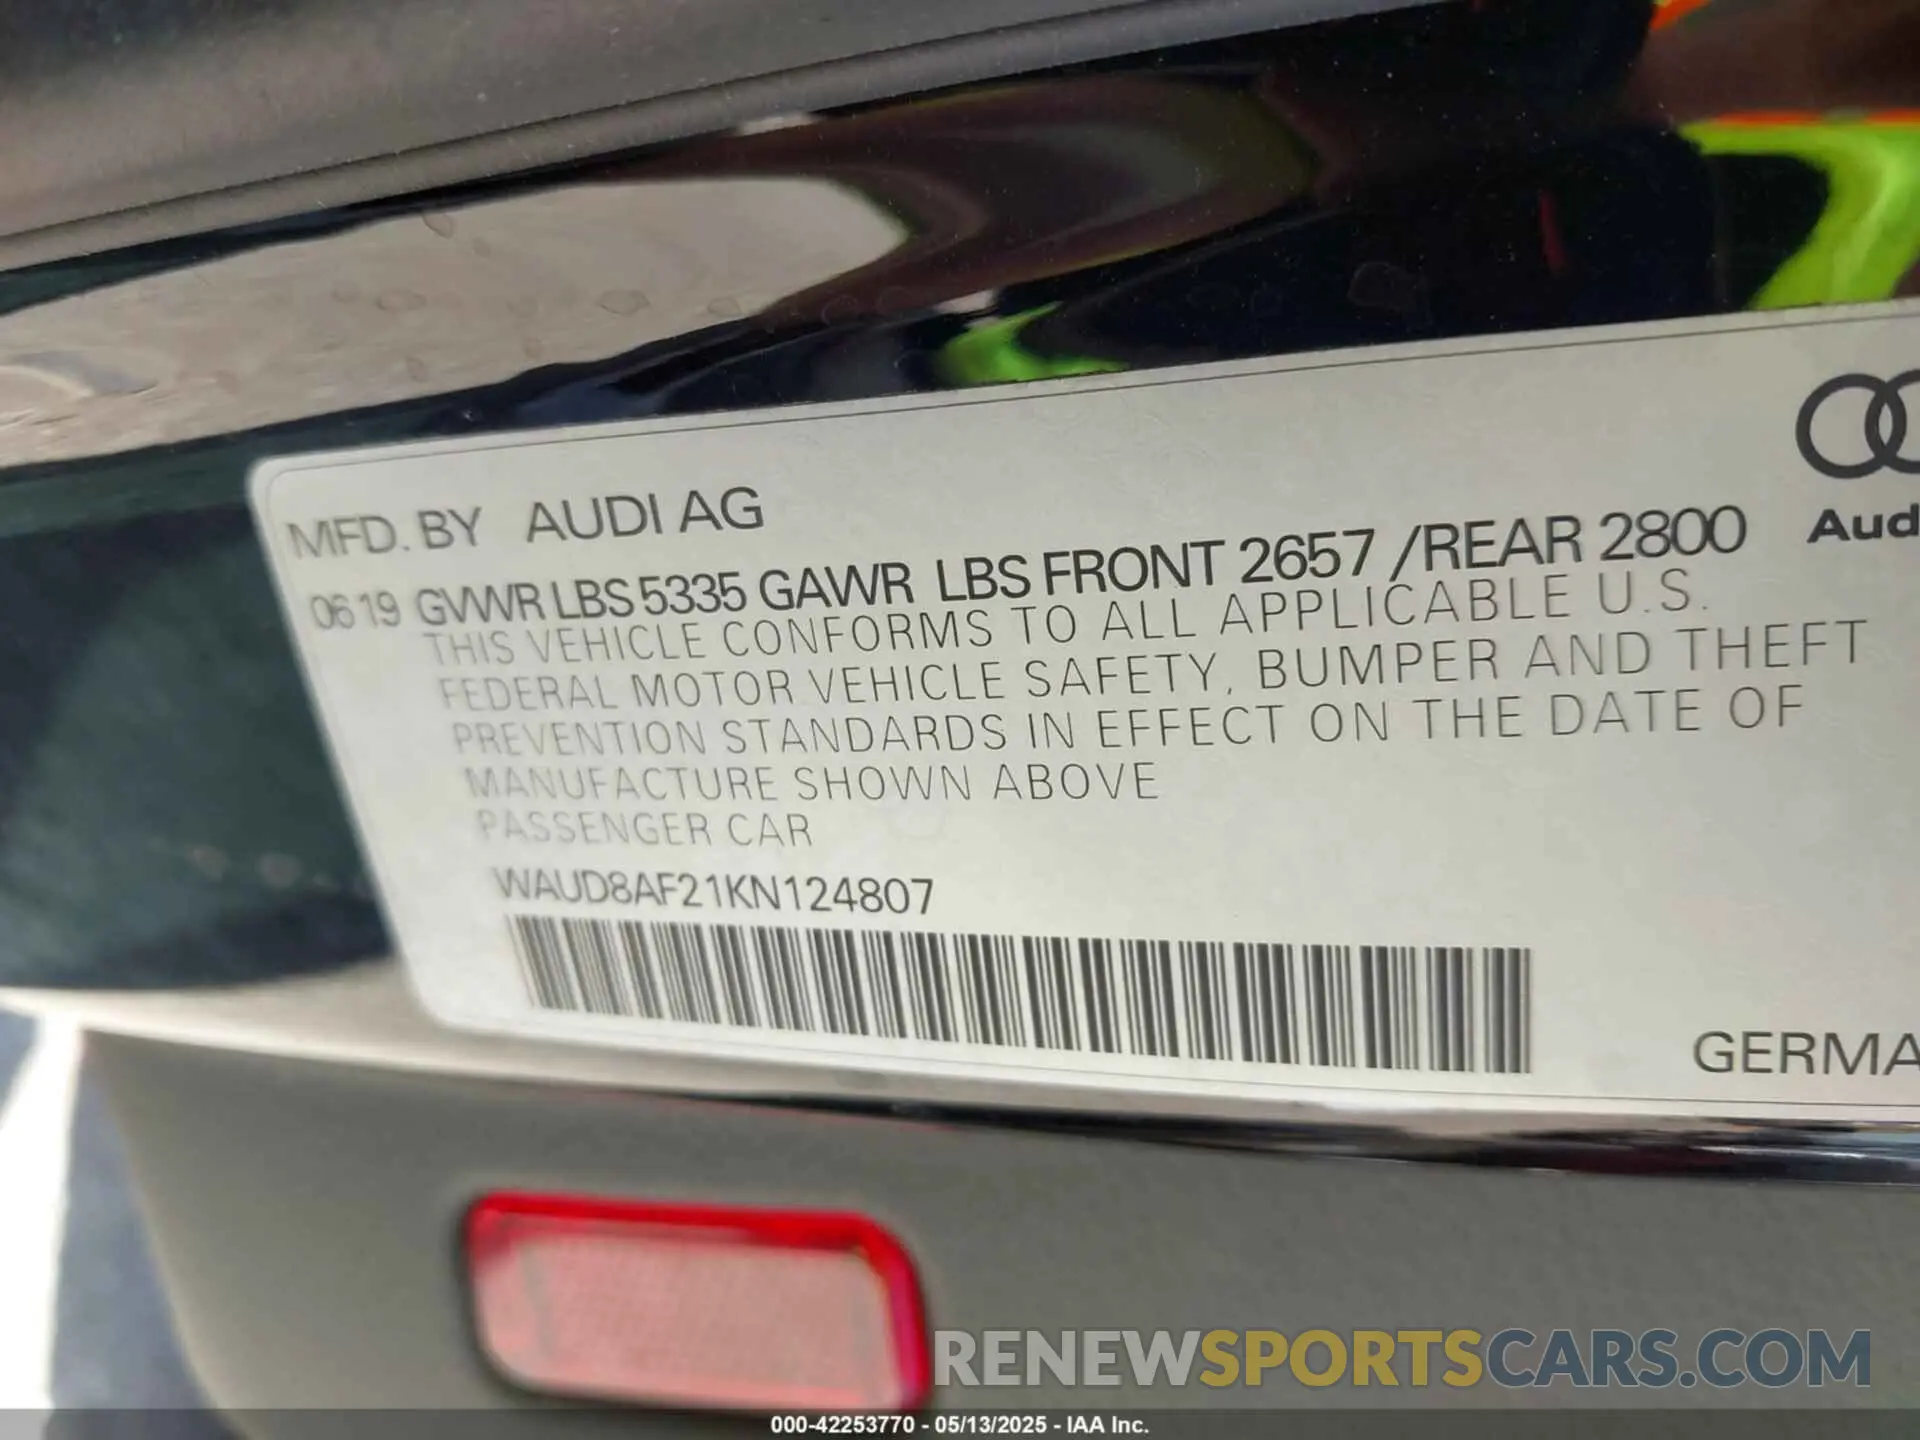 MFD. BY AUDI AG
06 19 GVWR LBS 5335 GAWR LBS FRONT 2657 /REAR 2800
THIS VEHICLE CONFORMS TO ALL APPLICABLE U.S.
FEDERAL MOTOR VEHICLE SAFETY, BUMPER AND THEFT
PREVENTION STANDARDS IN EFFECT ON THE DATE OF
MANUFACTURE SHOWN ABOVE
PASSENGER CAR
WAUD8AF21KN124807
Aud
GERMA
RENEWSPORTSCARS.COM
000-42253770 - 05/13/2025 - IAA Inc.